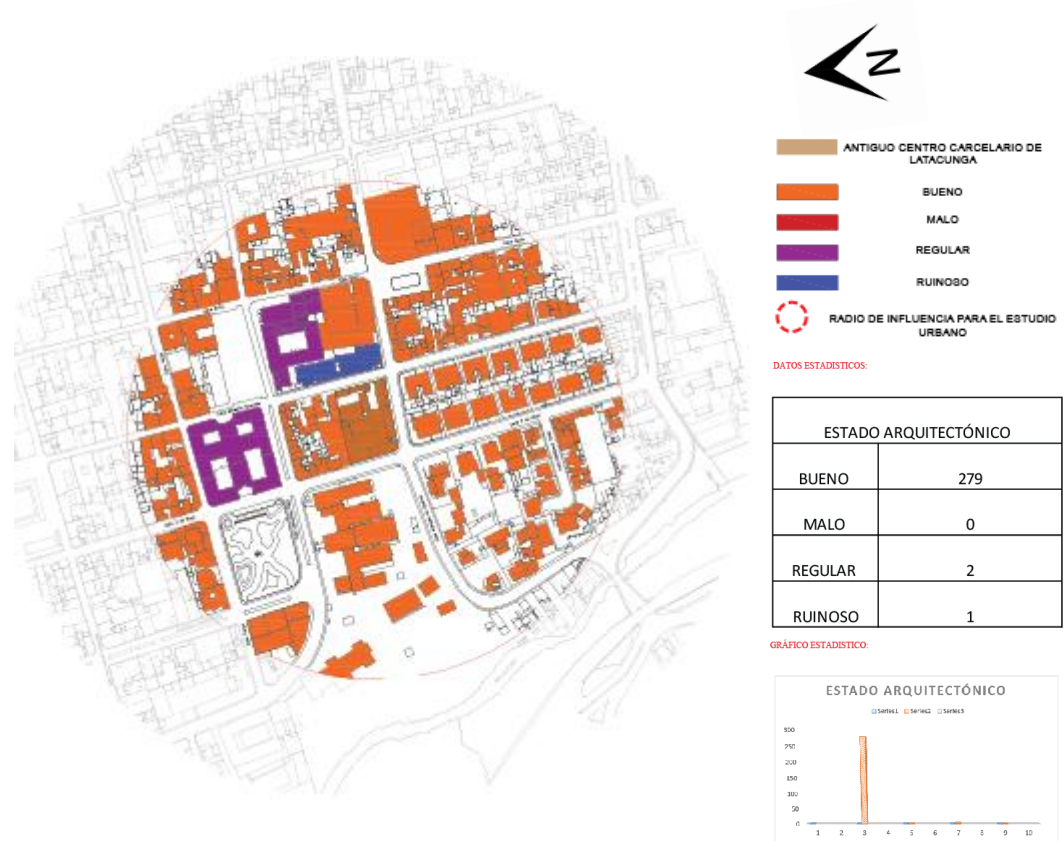 N
ANTIGUO CENTRO CARCELARIO DE
LATACUNGA
BUENO
MALO
REGULAR
RUINOSO
RADIO DE INFLUENCIA PARA EL ESTUDIO
URBANO
DATOS ESTADISTICOS:
ESTADO ARQUITECTÓNICO
BUENO 279
MALO 0
REGULAR 2
RUINOSO 1
GRÁFICO ESTADISTICO:
ESTADO ARQUITECTÓNICO
Series1 Series2 Series3
300
250
200
150
100
50
0
1 2 3 4 5 6 7 8 9 10